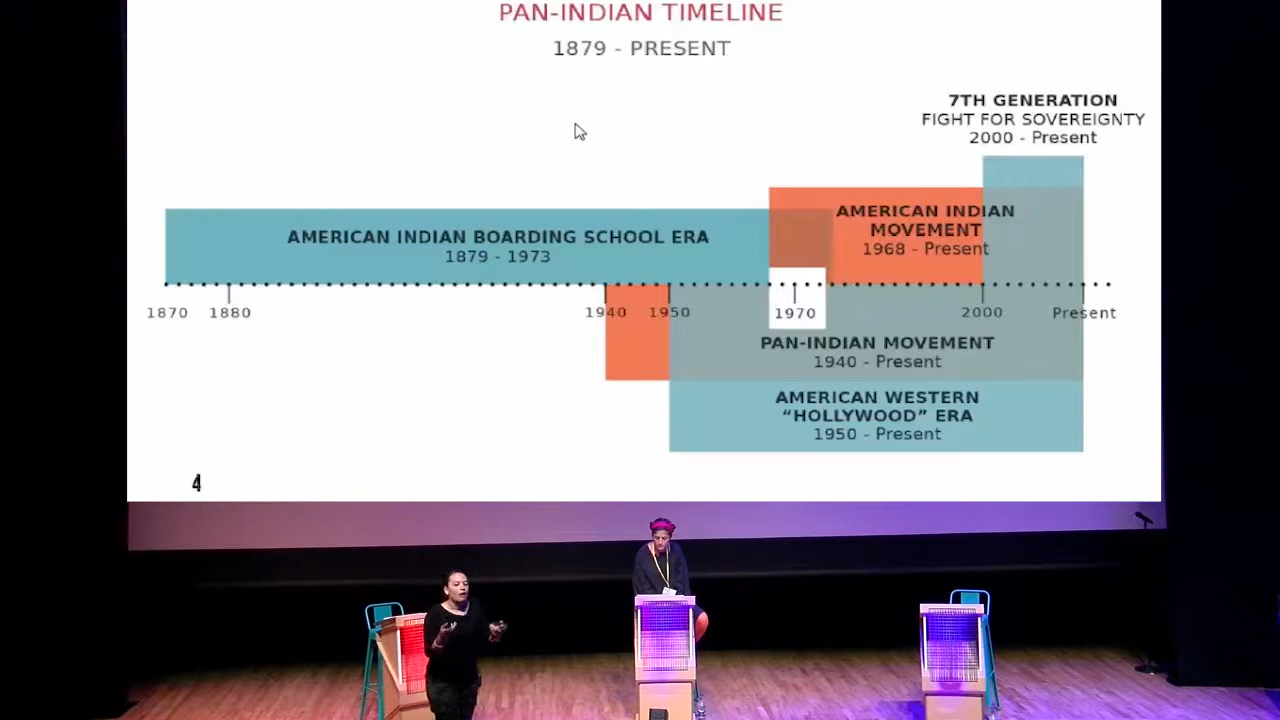 PAN-INDIAN TIMELINE
1879 - PRESENT
7TH GENERATION
FIGHT FOR SOVEREIGNTY
2000 - Present
AMERICAN INDIAN BOARDING SCHOOL ERA
1879 - 1973
AMERICAN INDIAN
MOVEMENT
1968 - Present
1870 1880 1940 1950 1970 2000 Present
PAN-INDIAN MOVEMENT
1940 - Present
AMERICAN WESTERN
“HOLLYWOOD” ERA
1950 - Present
4